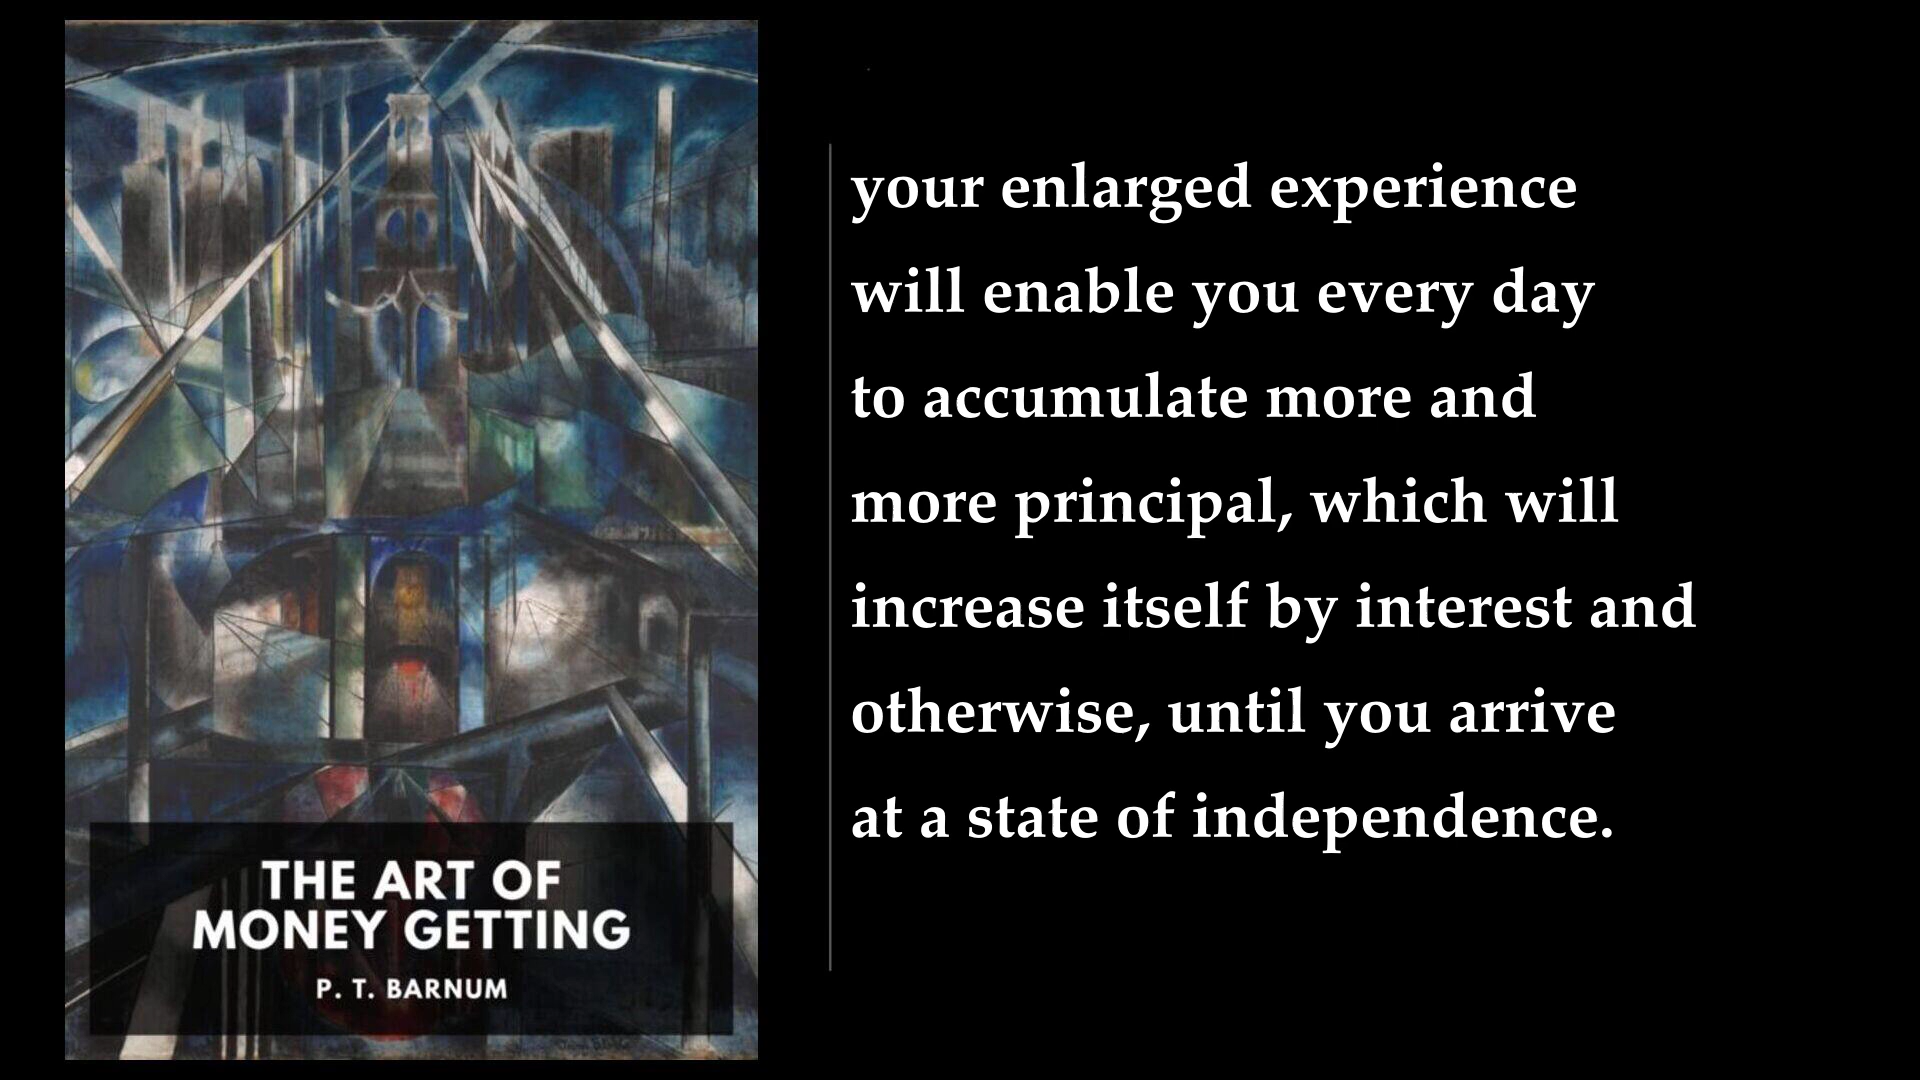 THE ART OF
MONEY GETTING
P. T. BARNUM
your enlarged experience
will enable you every day
to accumulate more and
more principal, which will
increase itself by interest and
otherwise, until you arrive
at a state of independence.